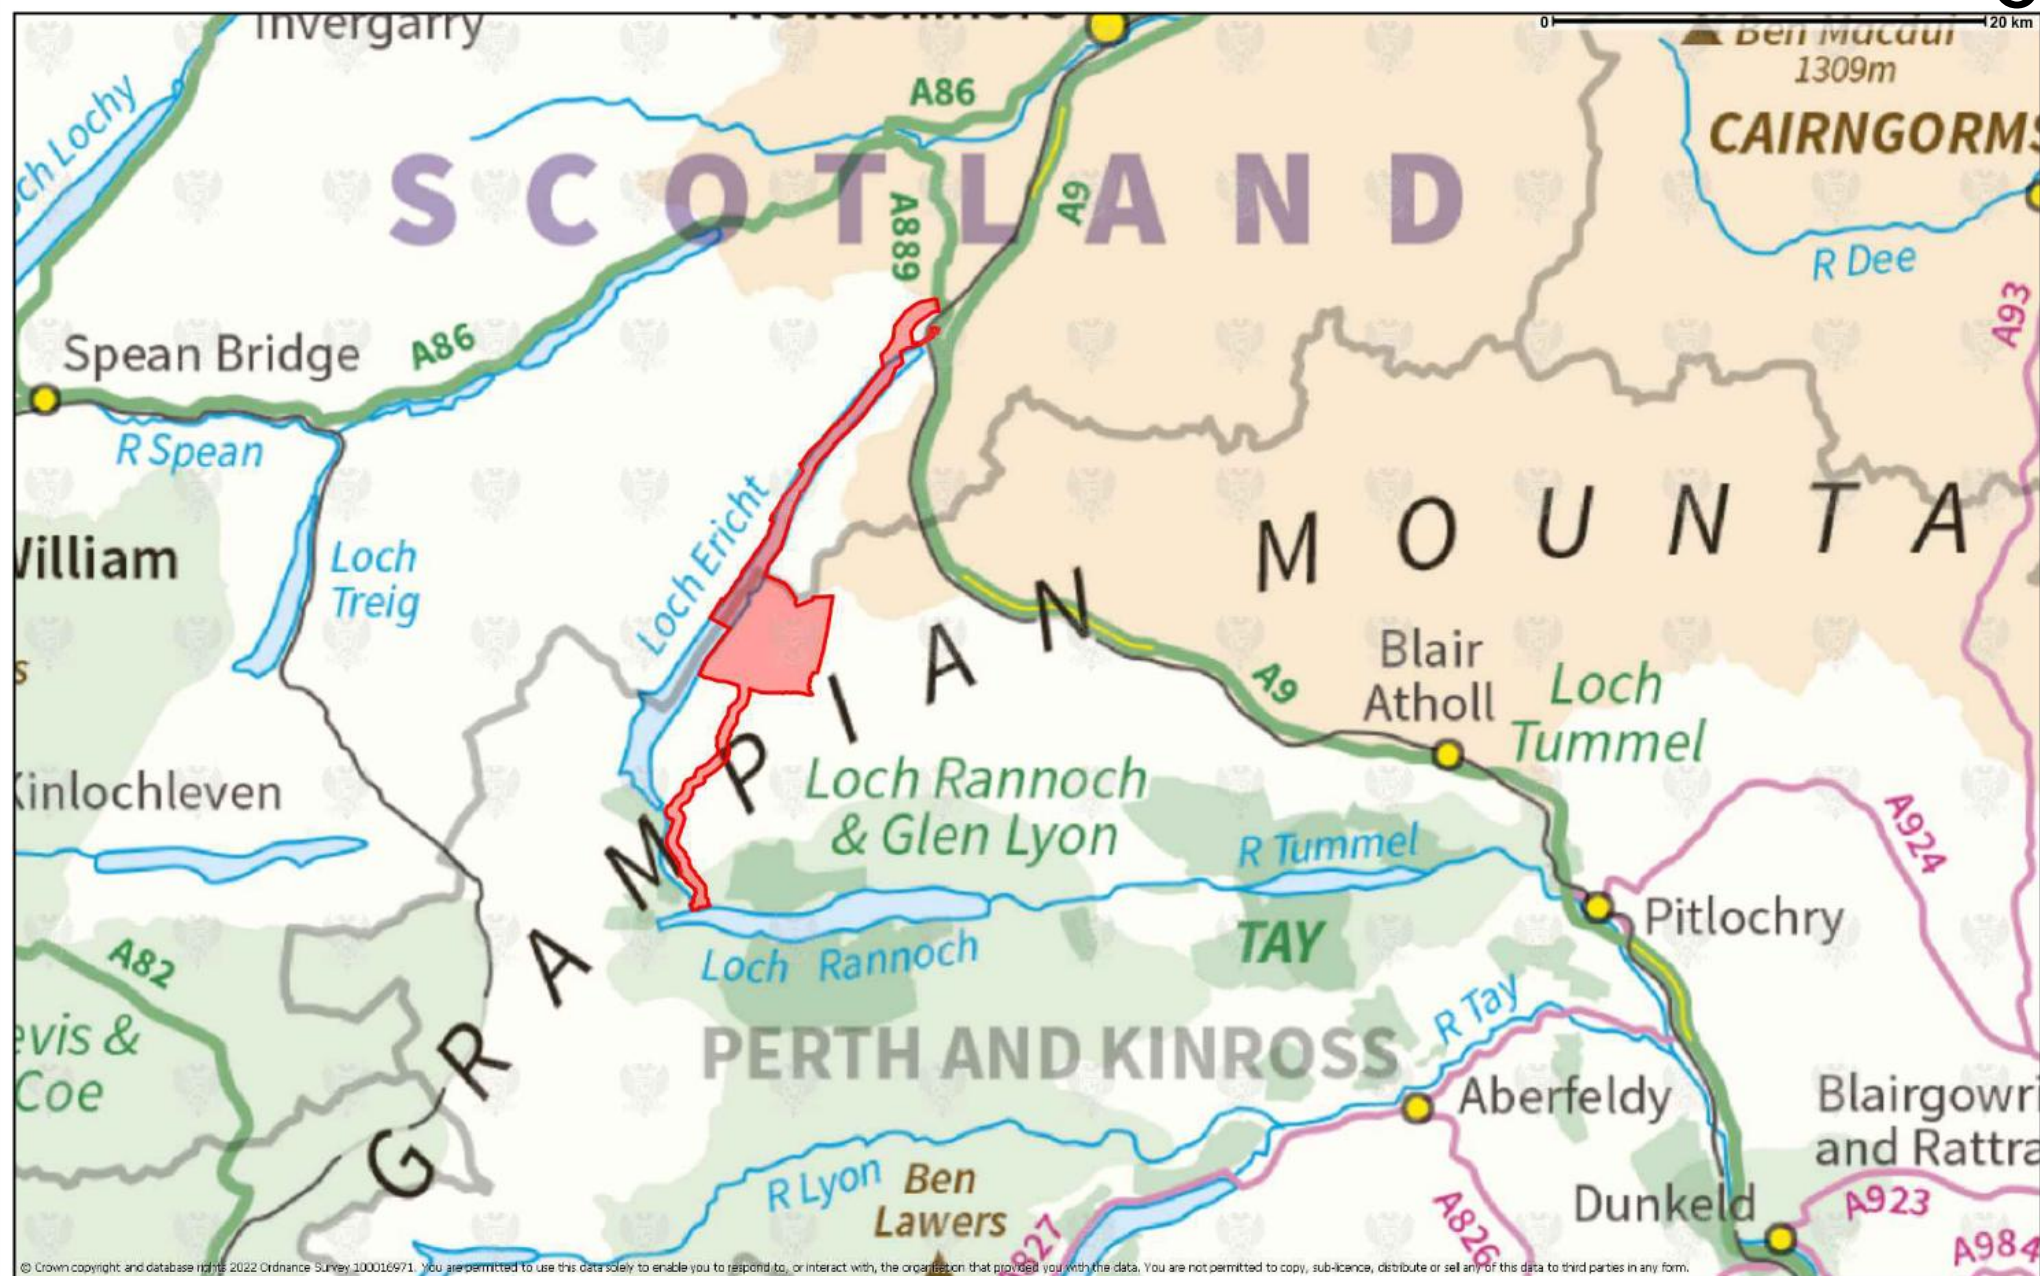 Invergarry
0 20 km
Ben Macdui
1309m
A86
CAIRNGORMS
ch Lochy
SCOTLAND
A9
A889
R Dee
A93
Spean Bridge
A86
R Spean
William
Loch
Treig
Loch Ericht
GRAMPIAN MOUNTA
s
Blair
Atholl
A9
Loch
Tummel
Kinlochleven
Loch Rannoch
& Glen Lyon
R Tummel
A924
Pitlochry
TAY
Loch Rannoch
A82
R Tay
evis &
Coe
PERTH AND KINROSS
Aberfeldy
Blairgowri
and Rattra
R Lyon
Ben
Lawers
Dunkeld
A923
A827
A826
A984
© Crown copyright and database rights 2022 Ordnance Survey 100016971. You are permitted to use this data solely to enable you to respond to, or interact with, the organisation that provided you with the data. You are not permitted to copy, sub-licence, distribute or sell any of this data to third parties in any form.